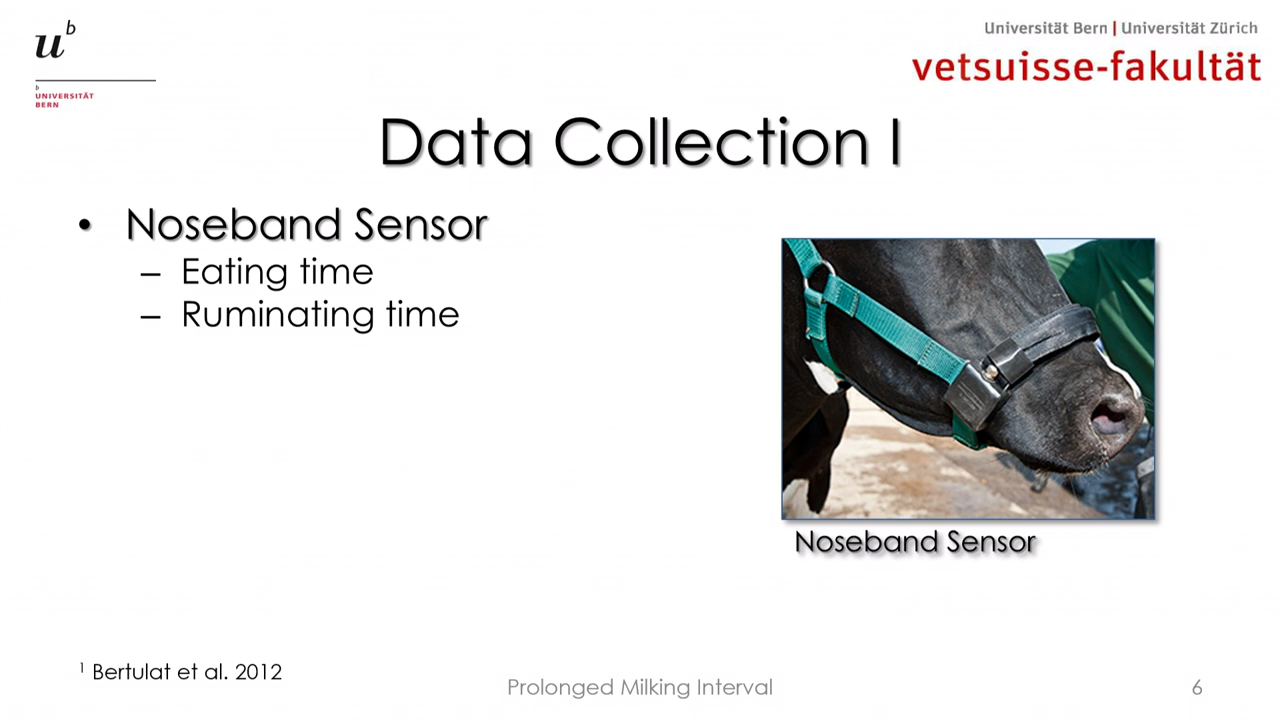 u^b
b
UNIVERSITÄT
BERN
Universität Bern | Universität Zürich
vetsuisse-fakultät
Data Collection I
• Noseband Sensor
– Eating time
– Ruminating time
Noseband Sensor
¹ Bertulat et al. 2012
Prolonged Milking Interval
6